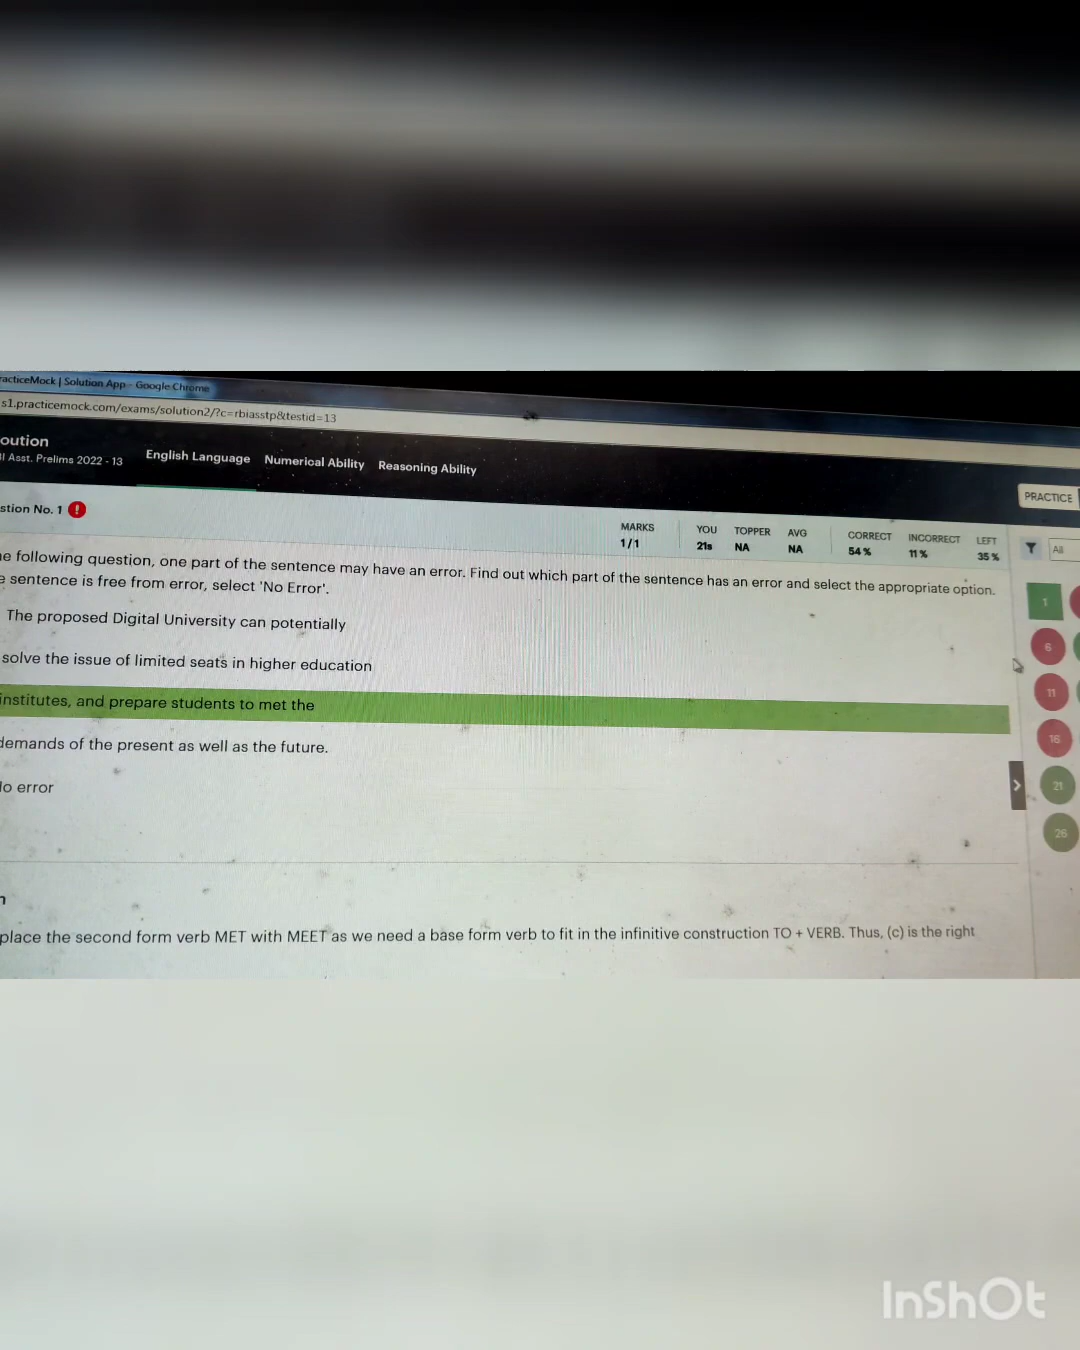 racticeMock | Solution App - Google Chrome
s1.practicemock.com/exams/solution2/?c=rbiasstp&testid=13
oution
I Asst. Prelims 2022 - 13
English Language Numerical Ability Reasoning Ability
PRACTICE
stion No. 1
MARKS YOU TOPPER AVG CORRECT INCORRECT LEFT
1/1 21s NA NA 54% 11% 35%
All
e following question, one part of the sentence may have an error. Find out which part of the sentence has an error and select the appropriate option.
e sentence is free from error, select 'No Error'.
The proposed Digital University can potentially
solve the issue of limited seats in higher education
institutes, and prepare students to met the
demands of the present as well as the future.
lo error
1
6
11
16
21
26
n
place the second form verb MET with MEET as we need a base form verb to fit in the infinitive construction TO + VERB. Thus, (c) is the right
InShOt